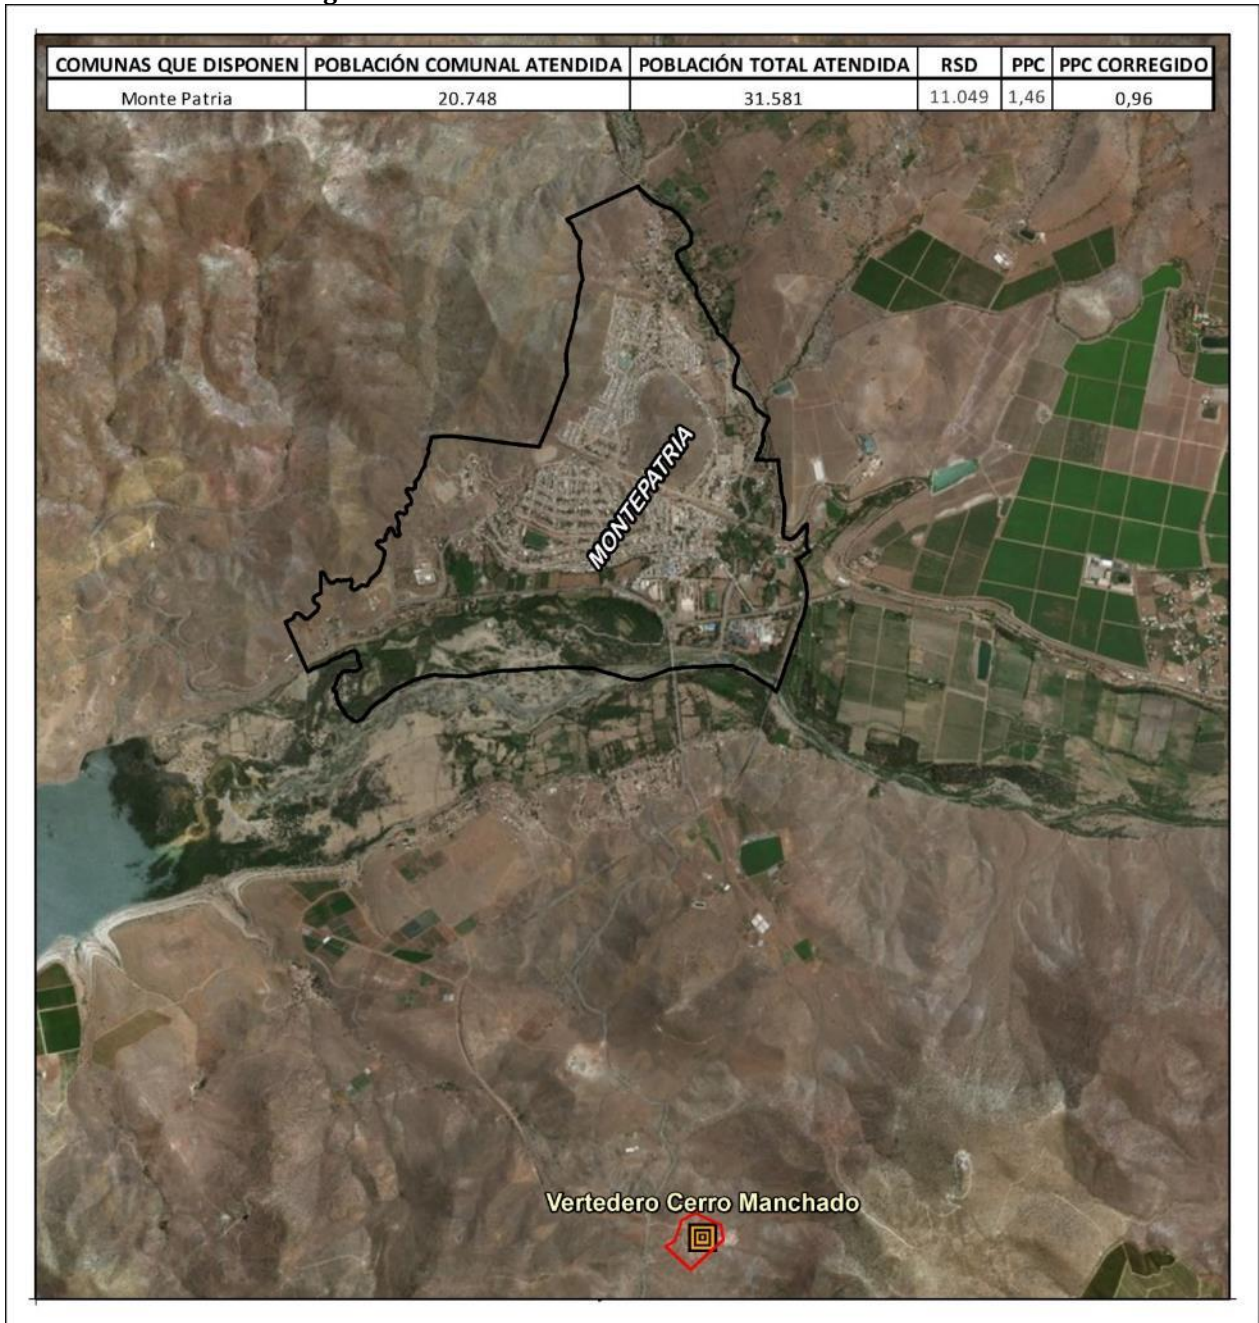 COMUNAS QUE DISPONEN POBLACIÓN COMUNAL ATENDIDA POBLACIÓN TOTAL ATENDIDA RSD PPC PPC CORREGIDO
Monte Patria 20.748 31.581 11.049 1,46 0,96
MONTEPATRIA
Vertedero Cerro Manchado